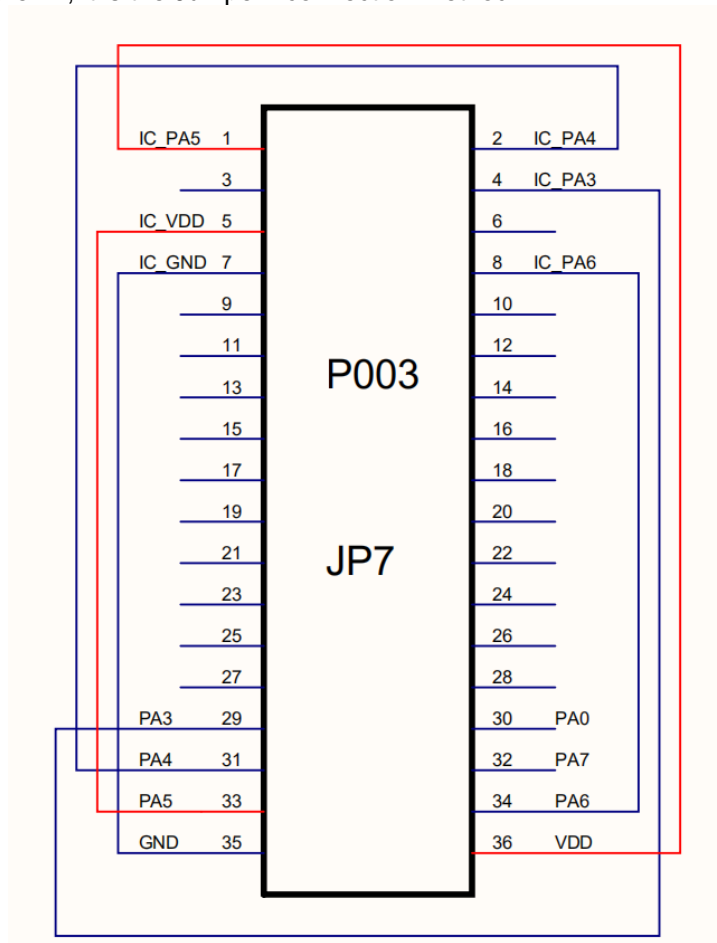 IC_PA5 1 2 IC_PA4
3 4 IC_PA3
IC_VDD 5 6
IC_GND 7 8 IC_PA6
9 10
11 12
P003
13 14
15 16
17 18
19 20
21 22
JP7
23 24
25 26
27 28
PA3 29 30 PA0
PA4 31 32 PA7
PA5 33 34 PA6
GND 35 36 VDD